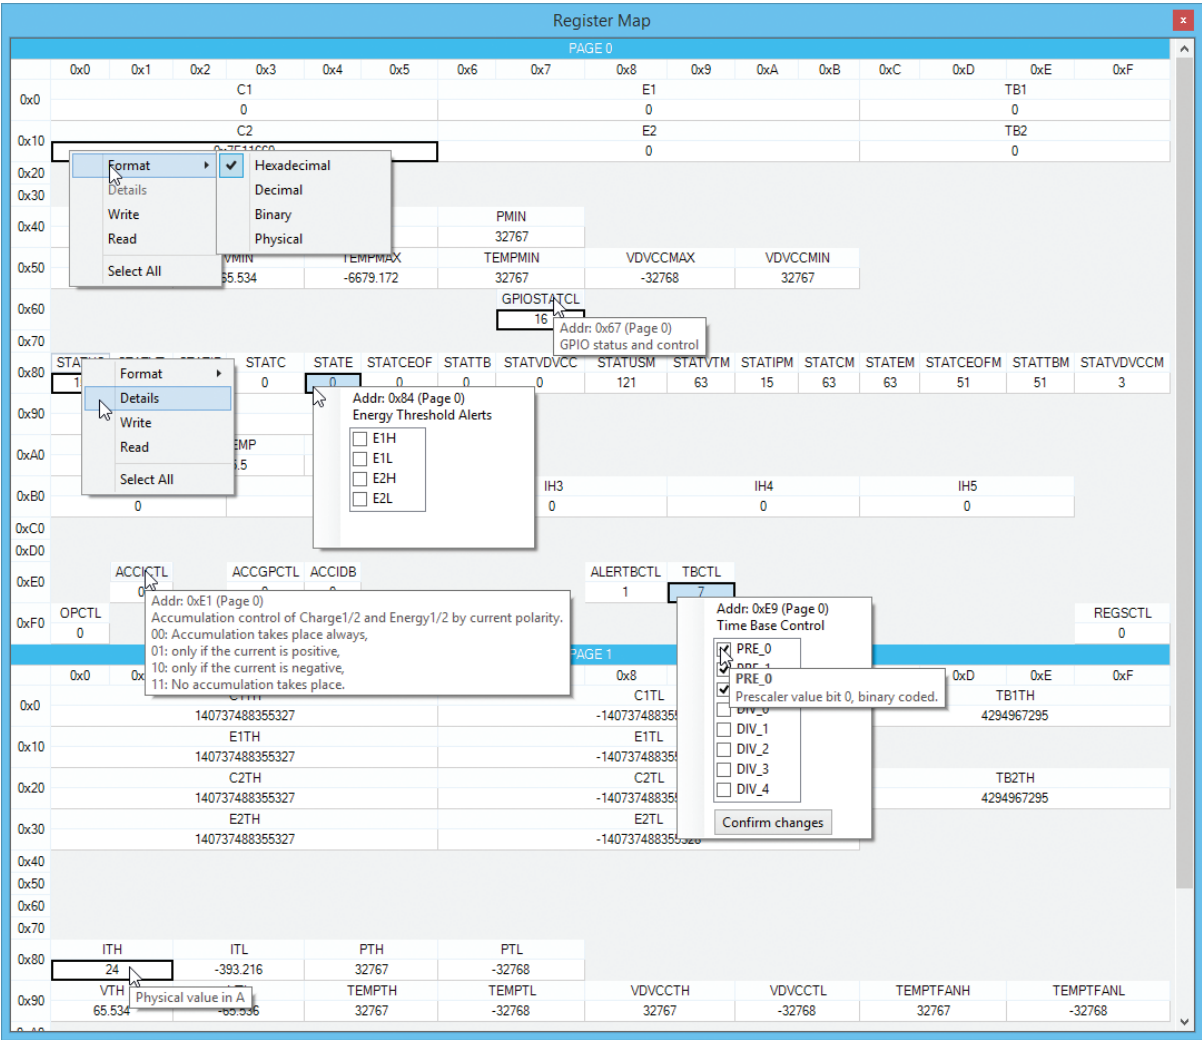 Register Map
x
PAGE 0
0x0 0x1 0x2 0x3 0x4 0x5 0x6 0x7 0x8 0x9 0xA 0xB 0xC 0xD 0xE 0xF
C1 E1 TB1
0x0
0 0 0
C2 E2 TB2
0x10
0 0
Format Hexadecimal
0x20
Details Decimal
0x30
Write Binary
PMIN
0x40
Read Physical
32767
VMIN TEMPMAX TEMPMIN VDVCCMAX VDVCCMIN
0x50 Select All
65.534 -6679.172 32767 -32768 32767
GPIOSTATCL
0x60
16
Addr: 0x67 (Page 0)
GPIO status and control
0x70
STATC STATE STATCEOF STATTB STATVDVCC STATUSM STATVTM STATIPM STATCM STATEM STATCEOFM STATTBM STATVDVCCM
0x80
0 0 0 0 0 121 63 15 63 63 51 51 3
Format
Details
Write
Read
Select All
Addr: 0x84 (Page 0)
Energy Threshold Alerts
E1H
E1L
E2H
E2L
0x90
0xA0
0xB0
IH3 IH4 IH5
0 0 0 0
0xC0
0xD0
ACCICTL ACCGPCTL ACCIDB ALERTBCTL TBCTL
0xE0
1 7
Addr: 0xE1 (Page 0)
Accumulation control of Charge1/2 and Energy1/2 by current polarity.
00: Accumulation takes place always,
01: only if the current is positive,
10: only if the current is negative,
11: No accumulation takes place.
Addr: 0xE9 (Page 0)
Time Base Control
PRE_0
PRE_0
Prescaler value bit 0, binary coded.
DIV_1
DIV_2
DIV_3
DIV_4
Confirm changes
OPCTL REGSCTL
0xF0
0 0
PAGE 1
0x0 0x8 0xD 0xE 0xF
C1TL TB1TH
0x0
140737488355327 4294967295
E1TH E1TL
0x10
140737488355327
C2TH C2TL TB2TH
0x20
140737488355327 4294967295
E2TH E2TL
0x30
140737488355327
0x40
0x50
0x60
0x70
ITH ITL PTH PTL
0x80
24 -393.216 32767 -32768
Physical value in A
VTH TEMPTH TEMPTL VDVCCTH VDVCCTL TEMPTFANH TEMPTFANL
0x90
65.534 -65.536 32767 -32768 32767 -32768 32767 -32768